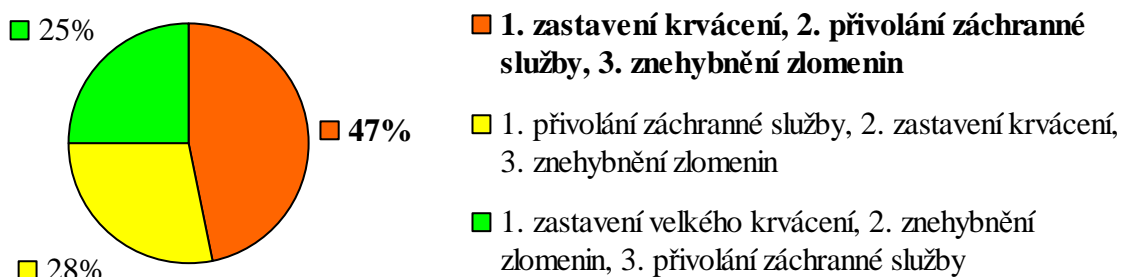 25%
47%
28%
1. zastavení krvácení, 2. přivolání záchranné
služby, 3. znehybnění zlomenin
1. přivolání záchranné služby, 2. zastavení krvácení,
3. znehybnění zlomenin
1. zastavení velkého krvácení, 2. znehybnění
zlomenin, 3. přivolání záchranné služby